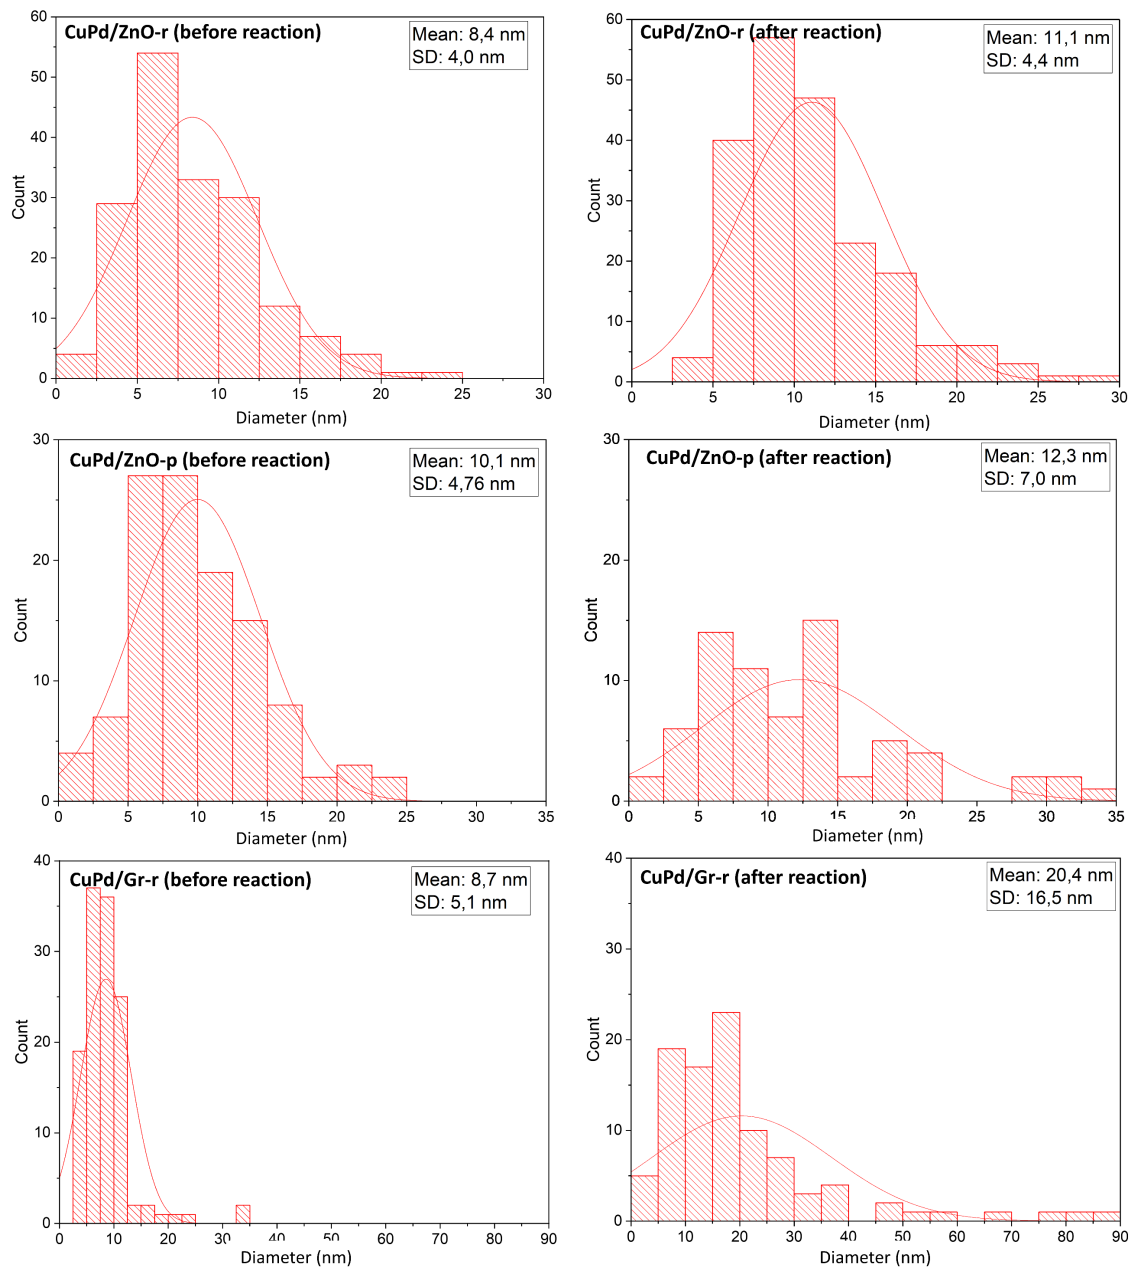 CuPd/ZnO-r (before reaction)
Mean: 8,4 nm
SD: 4,0 nm
60
50
40
30
20
10
0
Count
0 5 10 15 20 25 30
Diameter (nm)
CuPd/ZnO-r (after reaction)
Mean: 11,1 nm
SD: 4,4 nm
60
50
40
30
20
10
0
Count
0 5 10 15 20 25 30
Diameter (nm)
CuPd/ZnO-p (before reaction)
Mean: 10,1 nm
SD: 4,76 nm
30
20
10
0
Count
0 5 10 15 20 25 30 35
Diameter (nm)
CuPd/ZnO-p (after reaction)
Mean: 12,3 nm
SD: 7,0 nm
30
20
10
0
Count
0 5 10 15 20 25 30 35
Diameter (nm)
CuPd/Gr-r (before reaction)
Mean: 8,7 nm
SD: 5,1 nm
40
30
20
10
0
Count
0 10 20 30 40 50 60 70 80 90
Diameter (nm)
CuPd/Gr-r (after reaction)
Mean: 20,4 nm
SD: 16,5 nm
40
30
20
10
0
Count
0 10 20 30 40 50 60 70 80 90
Diameter (nm)